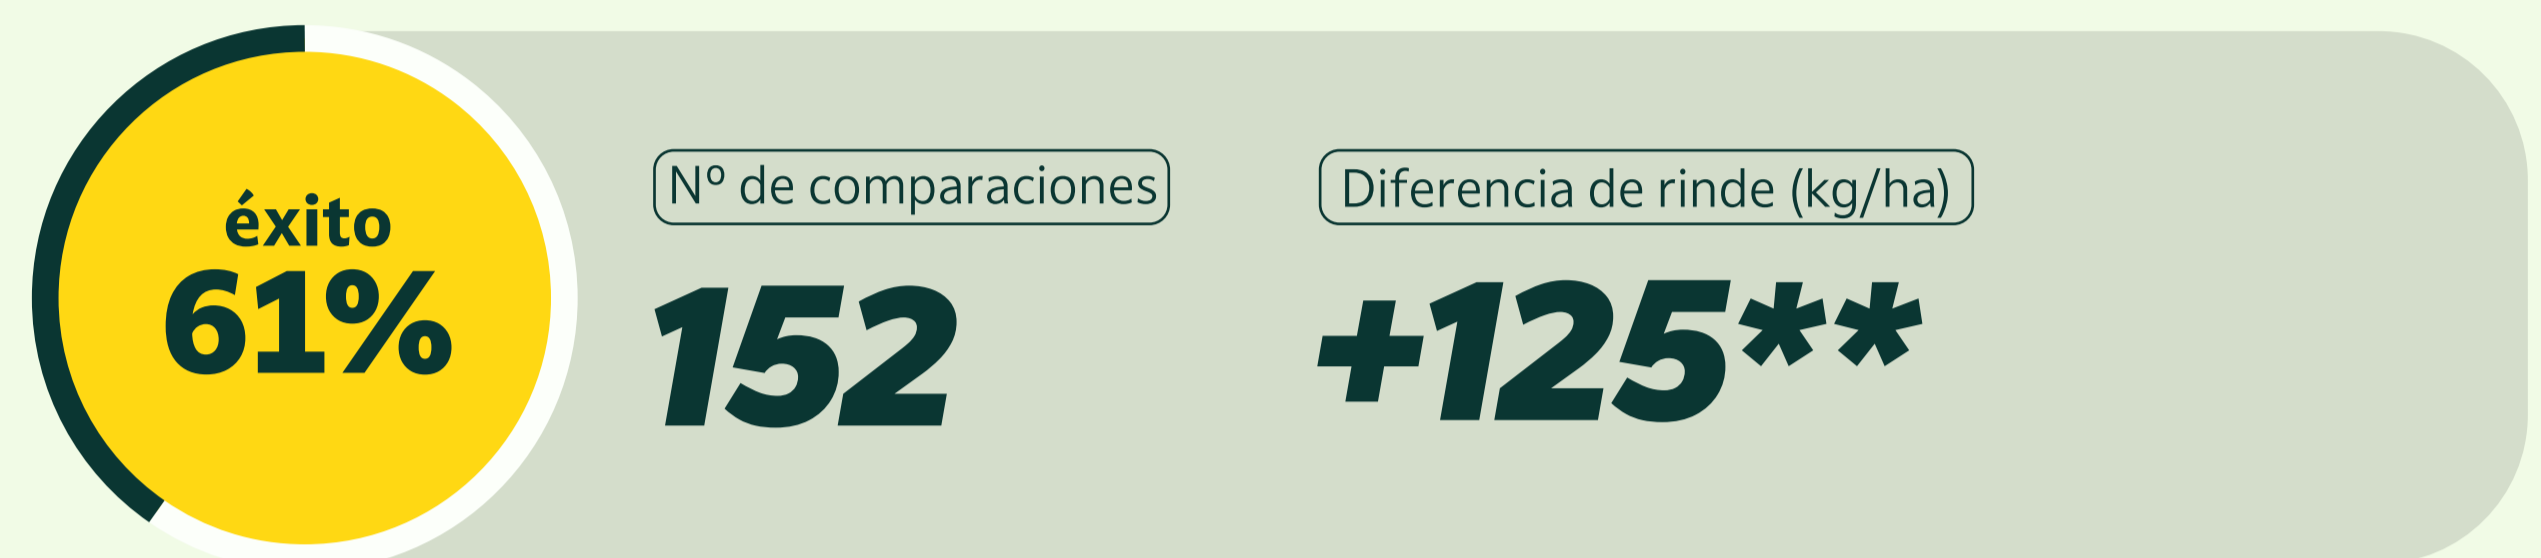 éxito
61%
Nº de comparaciones
152
Diferencia de rinde (kg/ha)
+125**